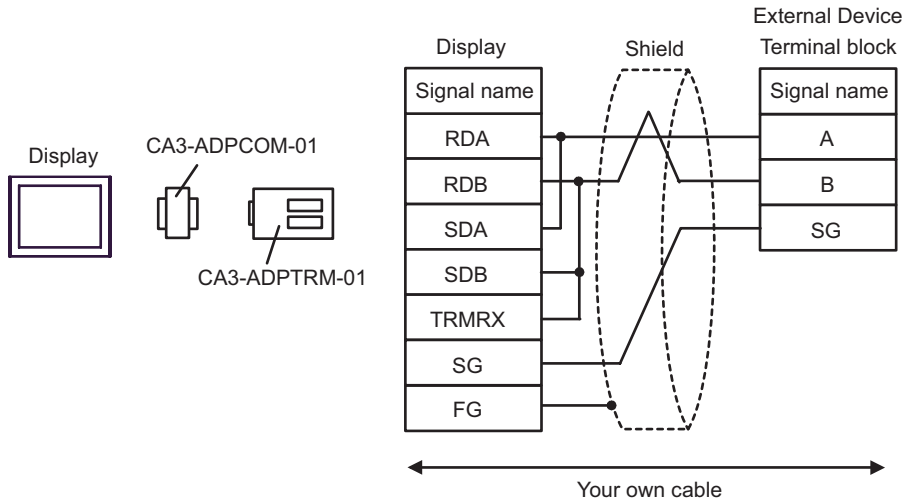 Display
CA3-ADPCOM-01
CA3-ADPTRM-01
Display
Signal name
RDA
RDB
SDA
SDB
TRMRX
SG
FG
Shield
External Device
Terminal block
Signal name
A
B
SG
Your own cable